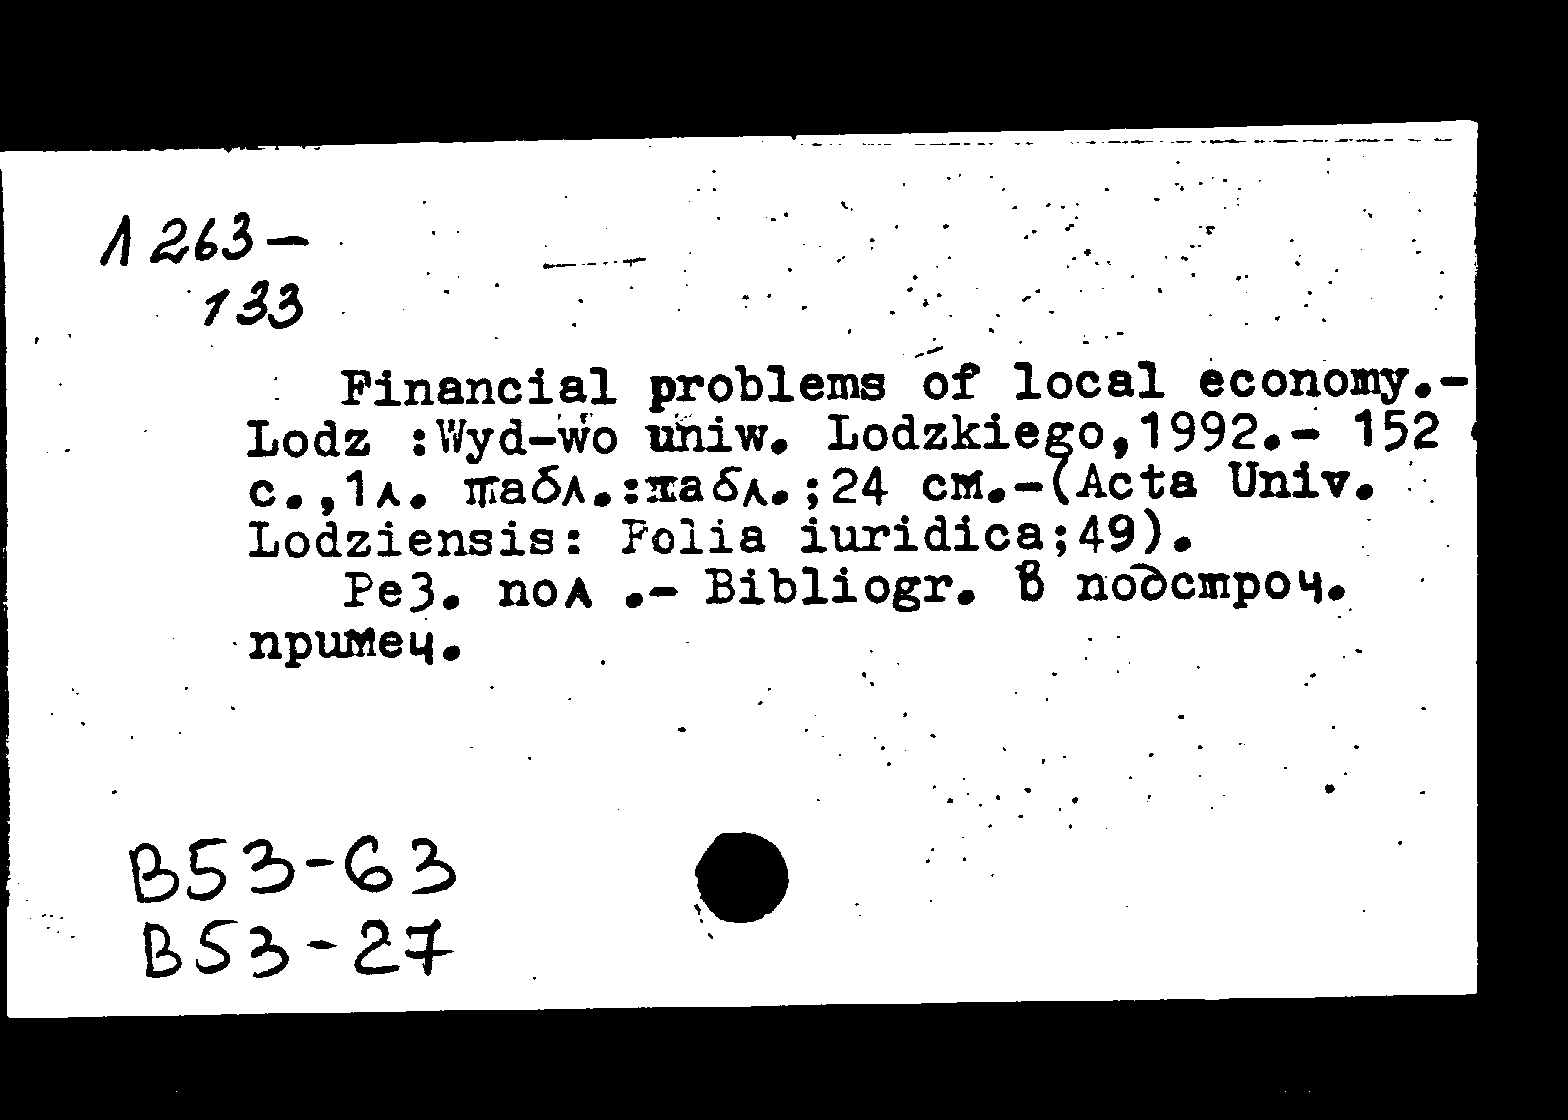 Л 263-
133
Financial problems of local economy.-
Lodz :Wyd-wo uniw. Lodzkiego,1992.- 152
с.,1л. табл.:табл.;24 см.-(Acta Univ.
Lodziensis: Folia iuridica;49).
Рез. пол .- Bibliogr. в подстроч.
примеч.
B53-63
B53-27